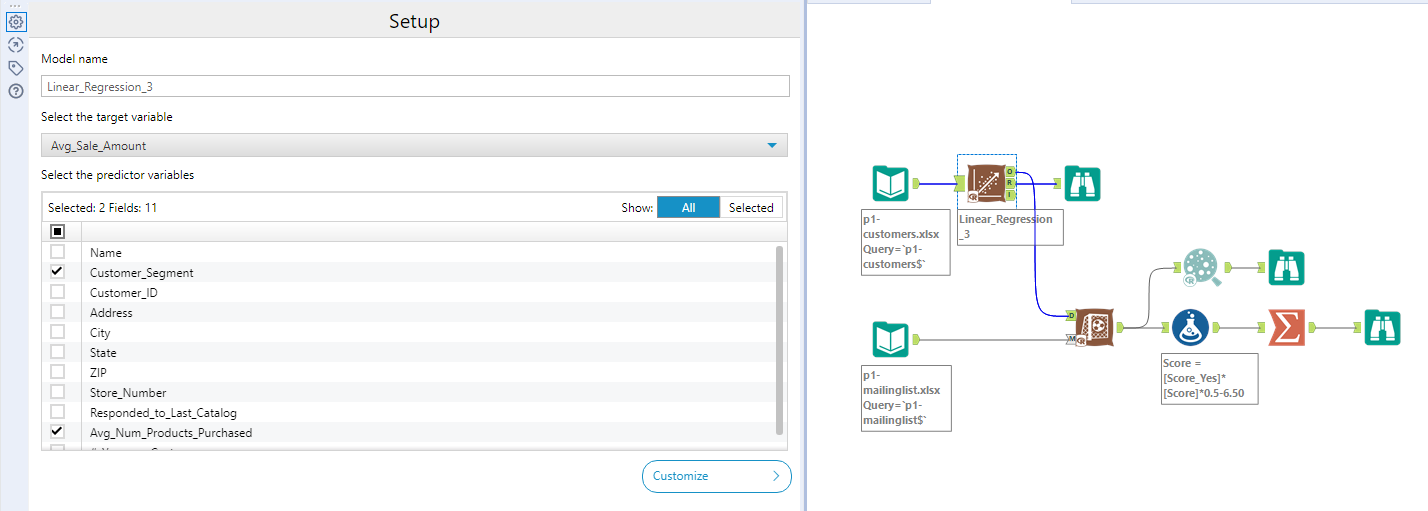 Setup
Model name
Linear_Regression_3
Select the target variable
Avg_Sale_Amount
Select the predictor variables
Selected: 2 Fields: 11
Show: All Selected
Name
Customer_Segment
Customer_ID
Address
City
State
ZIP
Store_Number
Responded_to_Last_Catalog
Avg_Num_Products_Purchased
Customize
O
R
I
p1-
customers.xlsx
Query=`p1-
customers$`
Linear_Regression
_3
D
M
p1-
mailinglist.xlsx
Query=`p1-
mailinglist$`
Score =
[Score_Yes]*
[Score]*0.5-6.50